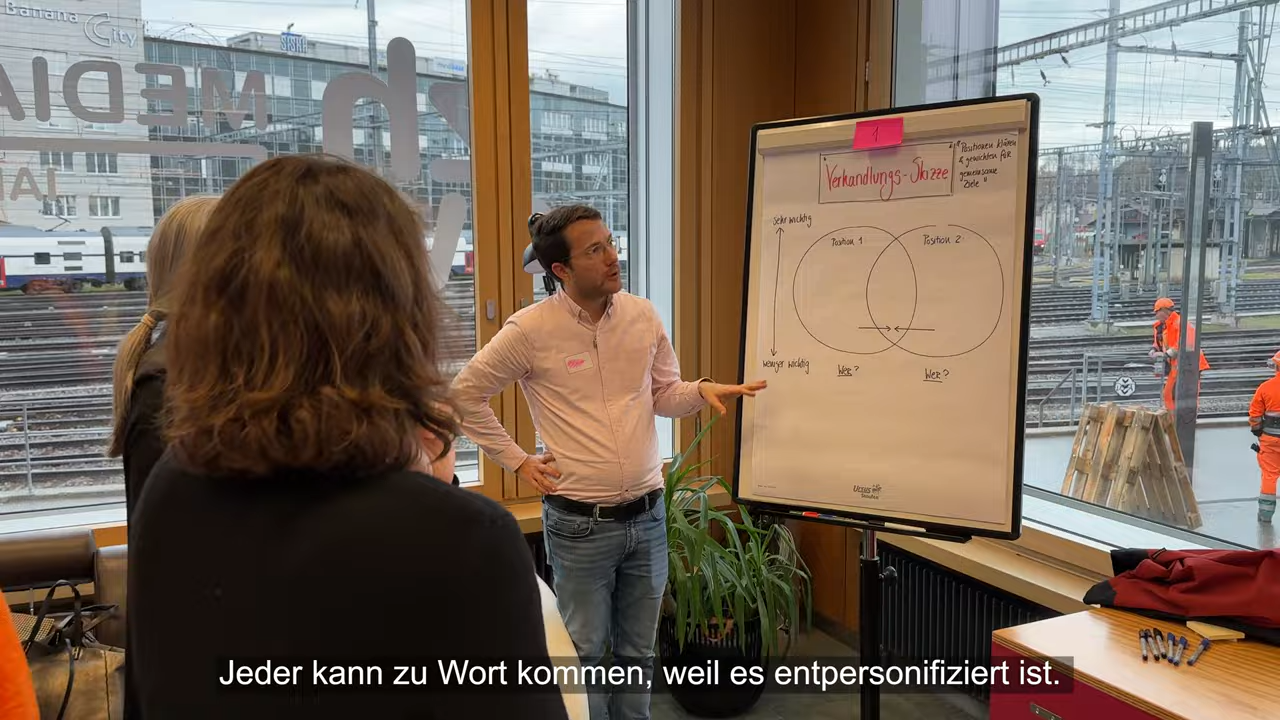 Banana
City
SISKA
MEDIA
1
"Verhandlungs-Skizze"
"Positionen klären
& gewichten für
gemeinsame
Ziele"
sehr wichtig
Position 1
Position 2
weniger wichtig
Wer?
Wer?
Jeder kann zu Wort kommen, weil es entpersonifiziert ist.